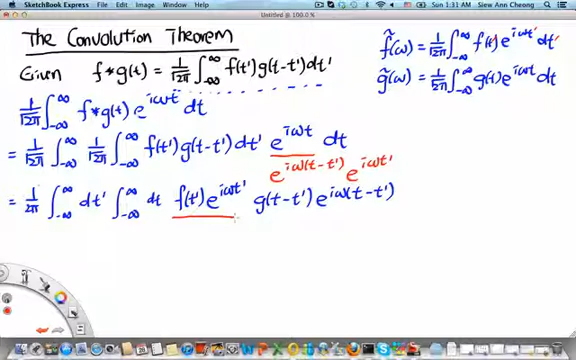 SketchBookExpress File Edit Image Window Help Sun 1:31 AM Siew Ann Cheong
Untitled @ 100.0 %
The Convolution Theorem
Given f*g(t) = 1/√2π ∫_{-∞}^{∞} f(t')g(t-t')dt'
f̃(ω) = 1/√2π ∫_{-∞}^{∞} f(t')e^{iωt'}dt'
g̃(ω) = 1/√2π ∫_{-∞}^{∞} g(t)e^{iωt}dt
1/√2π ∫_{-∞}^{∞} f*g(t) e^{iωt} dt
= 1/√2π ∫_{-∞}^{∞} 1/√2π ∫_{-∞}^{∞} f(t')g(t-t')dt' e^{iωt} dt
e^{iω(t-t')} e^{iωt'}
= 1/2π ∫_{-∞}^{∞} dt' ∫_{-∞}^{∞} dt f(t')e^{iωt'} g(t-t')e^{iω(t-t')}